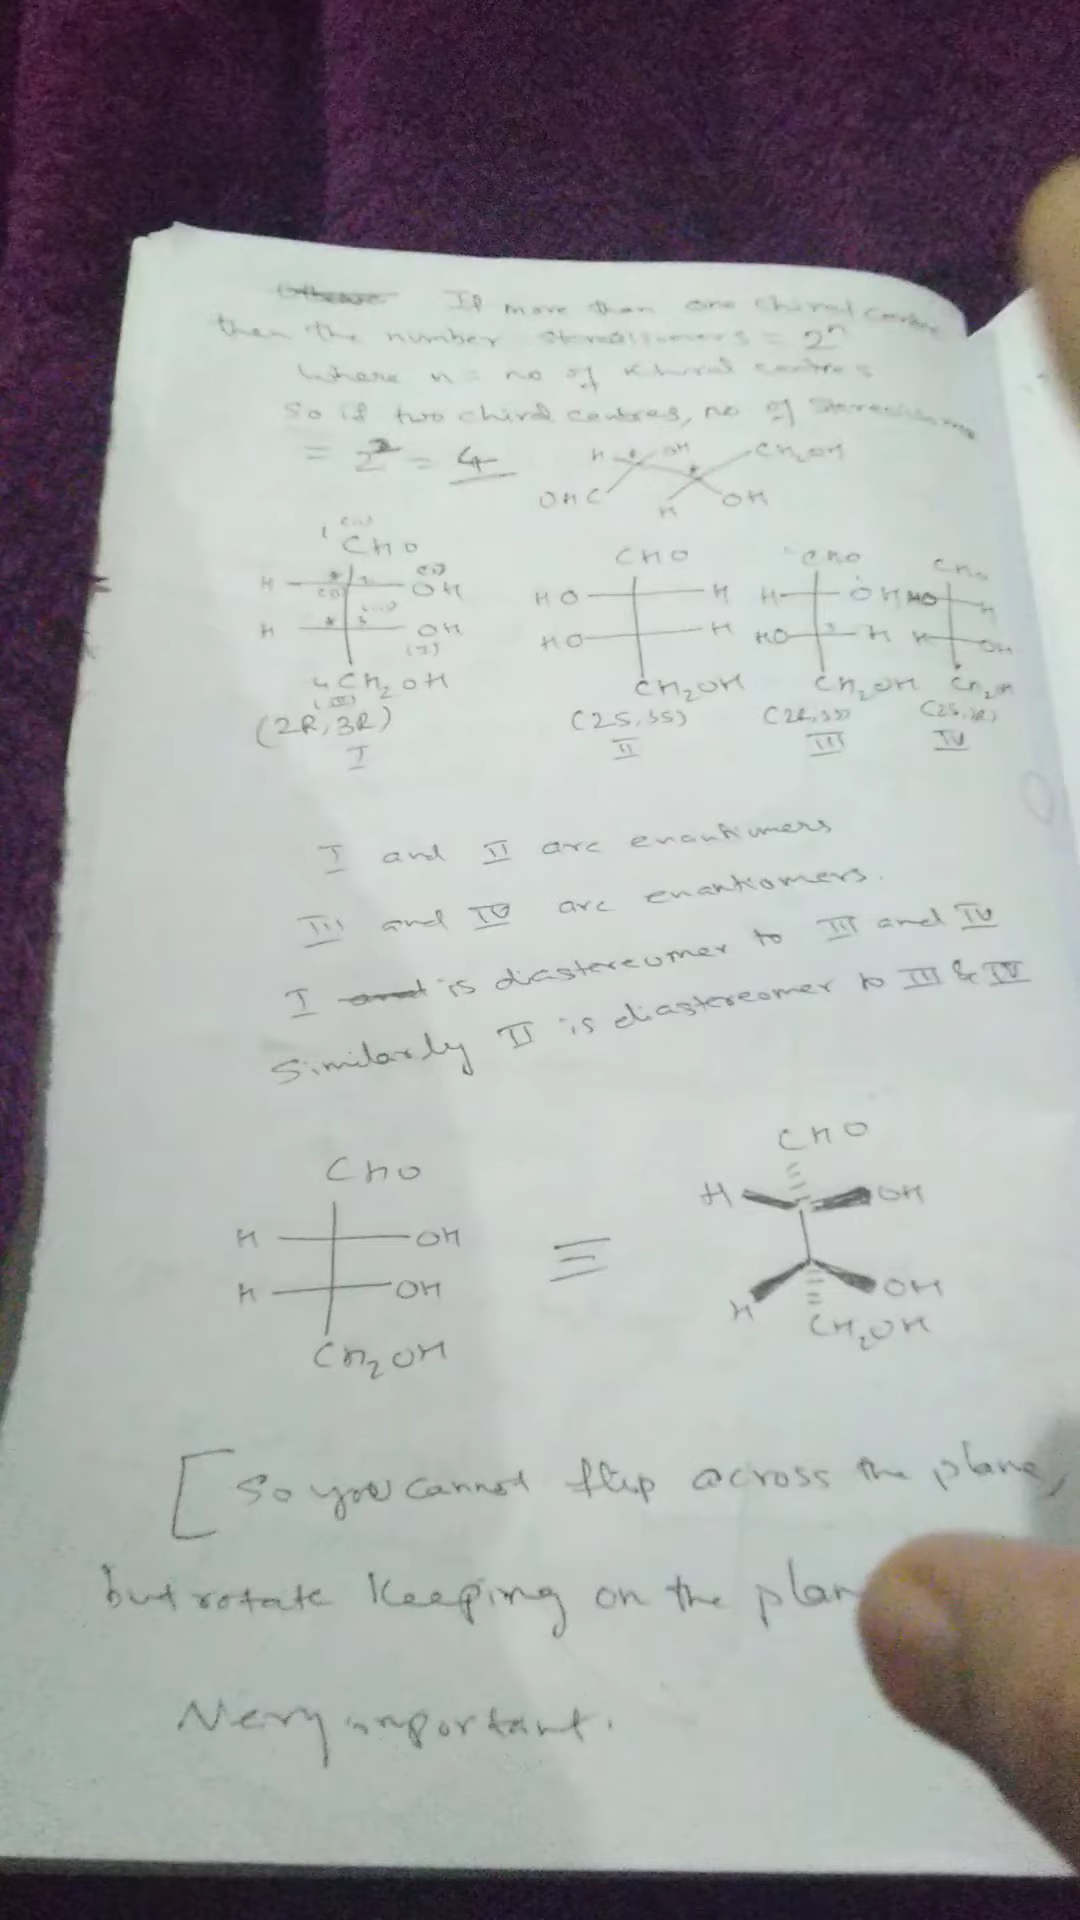 If more than one chiral centre
then the number stereoisomers = 2ⁿ
where n = no of chiral centres
So if two chiral centres, no. of stereoisomers
= 2² = 4
H OH CH₂OH
OHC H OH
1 CHO
H OH
H OH
4 CH₂OH
(2R, 3R)
I
CHO
HO H
HO H
CH₂OH
(2S, 3S)
II
CHO
H OH
HO H
CH₂OH
III
CHO
HO H
H OH
IV
I and II are enantiomers
III and IV are enantiomers.
I is diastereomer to III and IV
Similarly II is diastereomer to III & IV
CHO
H OH
H OH
CH₂OH
≡
CHO
H OH
H OH
CH₂OH
[So you cannot flip across the plane,
but rotate keeping on the
Very important.